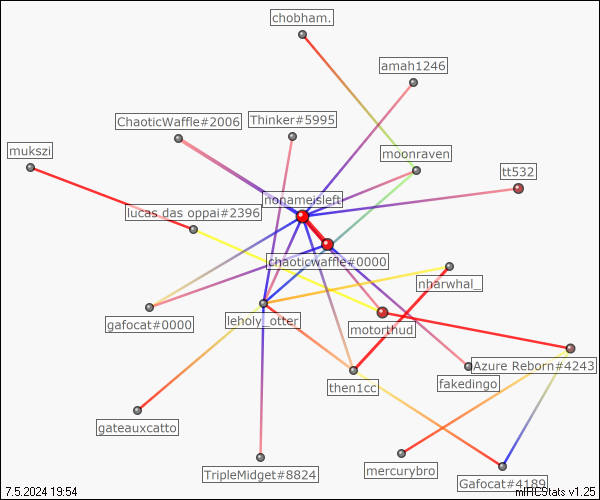 chobham.
amah1246
ChaoticWaffle#2006
Thinker#5995
mukszi
moonraven
tt532
nonameisleft
lucas das oppai#2396
chaoticwaffle#0000
nharwhal_
gafocat#0000
leholy_otter
motorthud
Azure Reborn#4243
then1cc
fakedingo
gateauxcatto
TripleMidget#8824
mercurybro
Gafocat#4189
7.5.2024 19:54
mIRCStats v1.25